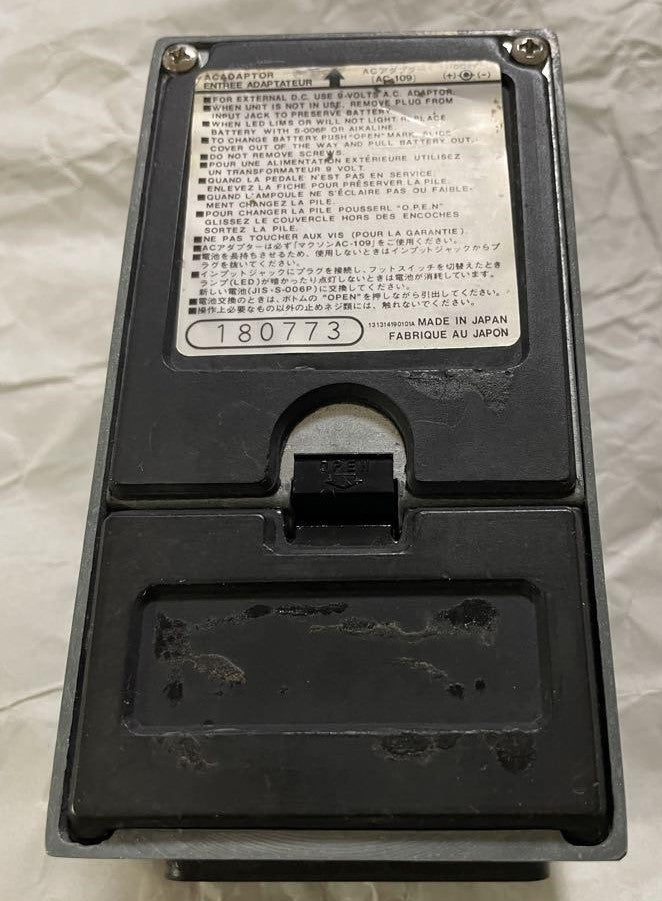 ACADAPTOR ACアダプター
ENTREE ADAPTATEUR (AC-109) (+) (-)
■FOR EXTERNAL D.C. USE 9-VOLTS A.C. ADAPTOR.
■WHEN UNIT IS NOT IN USE, REMOVE PLUG FROM
INPUT JACK TO PRESERVE BATTERY.
■WHEN LED LIMS OR WILL NOT LIGHT REPLACE
BATTERY WITH S-006P OR AlKALINE.
■TO CHANGE BATTERY, PUSH "OPEN" MARK, SLIDE
COVER OUT OF THE WAY AND PULL BATTERY OUT.
■DO NOT REMOVE SCREWS.
■POUR UNE ALIMENTATION EXTÉRIEURE UTILISEZ
UN TRANSFORMATEUR 9 VOLT.
■QUAND LA PEDALE N'EST PAS EN SERVICE,
ENLEVEZ LA FICHE POUR PRÉSERVER LA PILE.
■QUAND L'AMPOULE NE S'ÉCLAIRE PAS OU FAIBLE-
MENT CHANGEZ LA PILE.
■POUR CHANGER LA PILE POUSSERL "O.P.E.N"
GLISSEZ LE COUVERCLE HORS DES ENCOCHES
SORTEZ LA PILE.
■NE PAS TOUCHER AUX VIS (POUR LA GARANTIE).
■ACアダプターは必ず「マクソンAC-109」をご使用ください。
■電池を長持ちさせるため、使用しないときはインプットジャックからプ
ラグを抜いてください。
■インプットジャックにプラグを接続し、フットスイッチを切替えたとき
ランプ(LED)が暗かったり点灯しないときは電池が消耗しています。
新しい電池(JIS・S-006P)に交換してください。
■電池交換のときは、ボトムの "OPEN"を押しながら引出してください。
■操作上必要なもの以外の止めネジ類には、触れないでください。
180773 131314190101A MADE IN JAPAN
FABRIQUE AU JAPON
OPEN